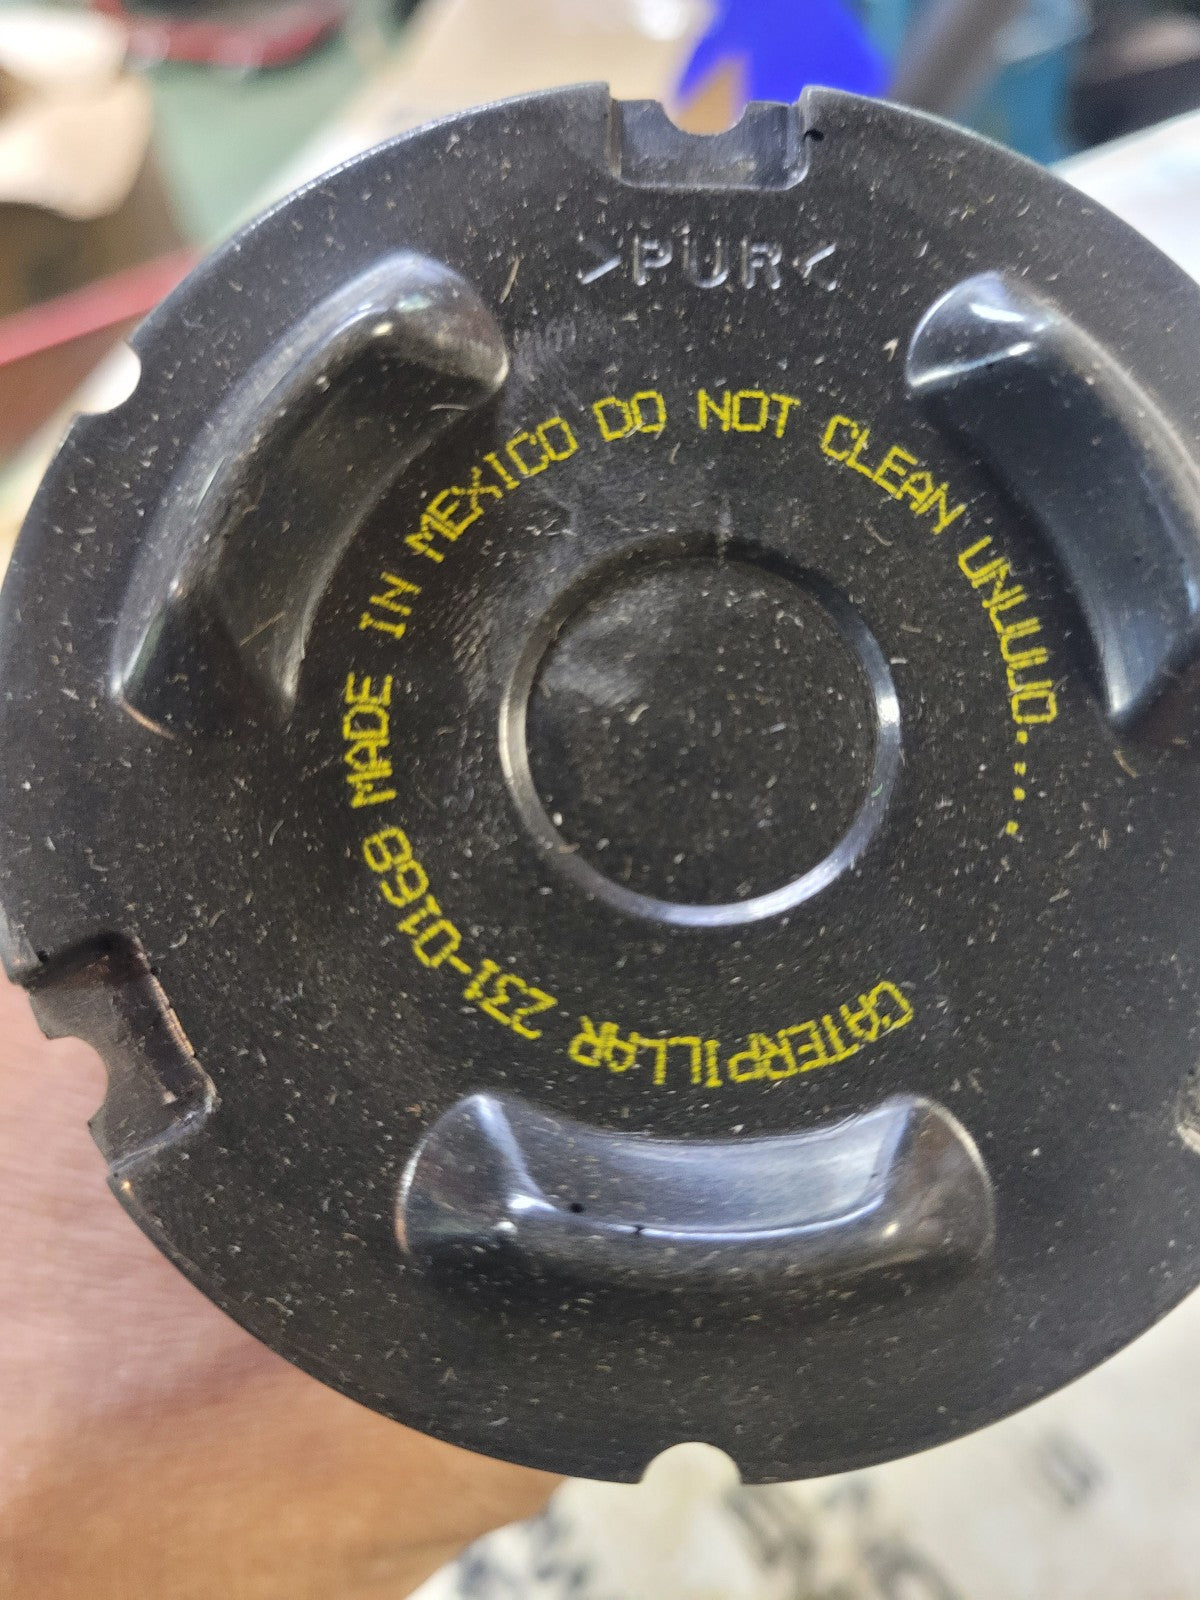 >PUR<
CATERPILLAR 231-0168 MADE IN MEXICO DO NOT CLEAN